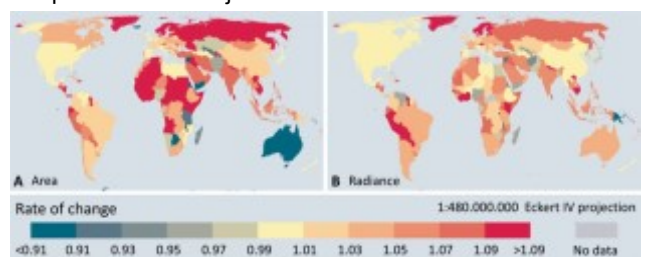 A Area
B Radiance
Rate of change
1:480.000.000 Eckert IV projection
<0.91 0.91 0.93 0.95 0.97 0.99 1.01 1.03 1.05 1.07 1.09 >1.09 No data